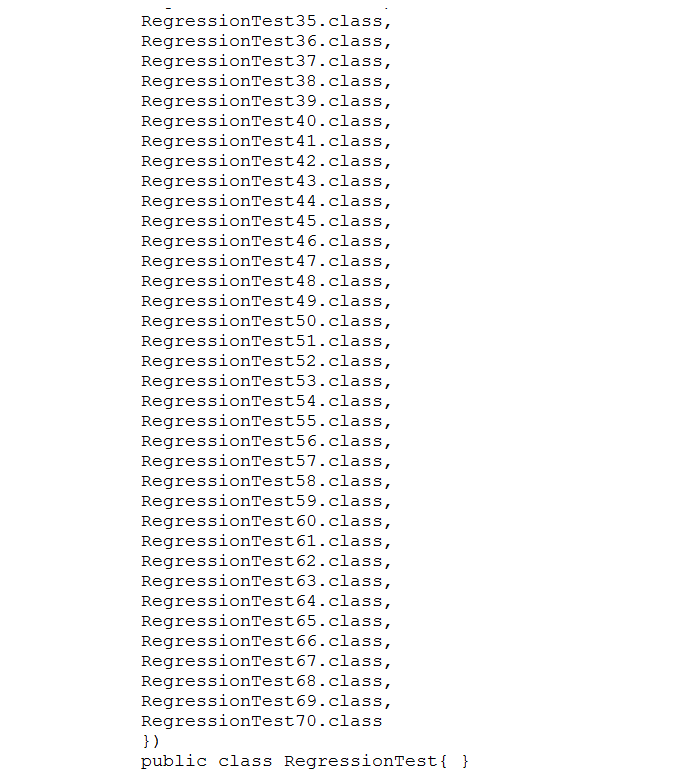 RegressionTest35.class,
RegressionTest36.class,
RegressionTest37.class,
RegressionTest38.class,
RegressionTest39.class,
RegressionTest40.class,
RegressionTest41.class,
RegressionTest42.class,
RegressionTest43.class,
RegressionTest44.class,
RegressionTest45.class,
RegressionTest46.class,
RegressionTest47.class,
RegressionTest48.class,
RegressionTest49.class,
RegressionTest50.class,
RegressionTest51.class,
RegressionTest52.class,
RegressionTest53.class,
RegressionTest54.class,
RegressionTest55.class,
RegressionTest56.class,
RegressionTest57.class,
RegressionTest58.class,
RegressionTest59.class,
RegressionTest60.class,
RegressionTest61.class,
RegressionTest62.class,
RegressionTest63.class,
RegressionTest64.class,
RegressionTest65.class,
RegressionTest66.class,
RegressionTest67.class,
RegressionTest68.class,
RegressionTest69.class,
RegressionTest70.class
})
public class RegressionTest{ }